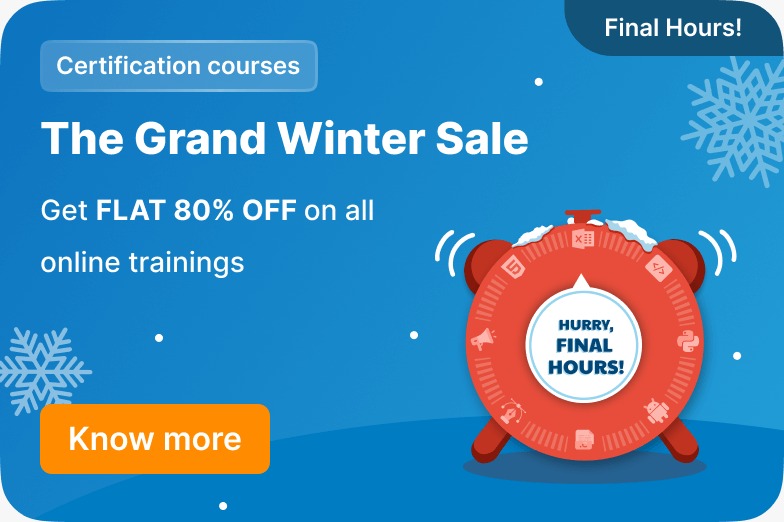 Final Hours!
Certification courses
The Grand Winter Sale
Get FLAT 80% OFF on all
online trainings
HURRY,
FINAL
HOURS!
Know more